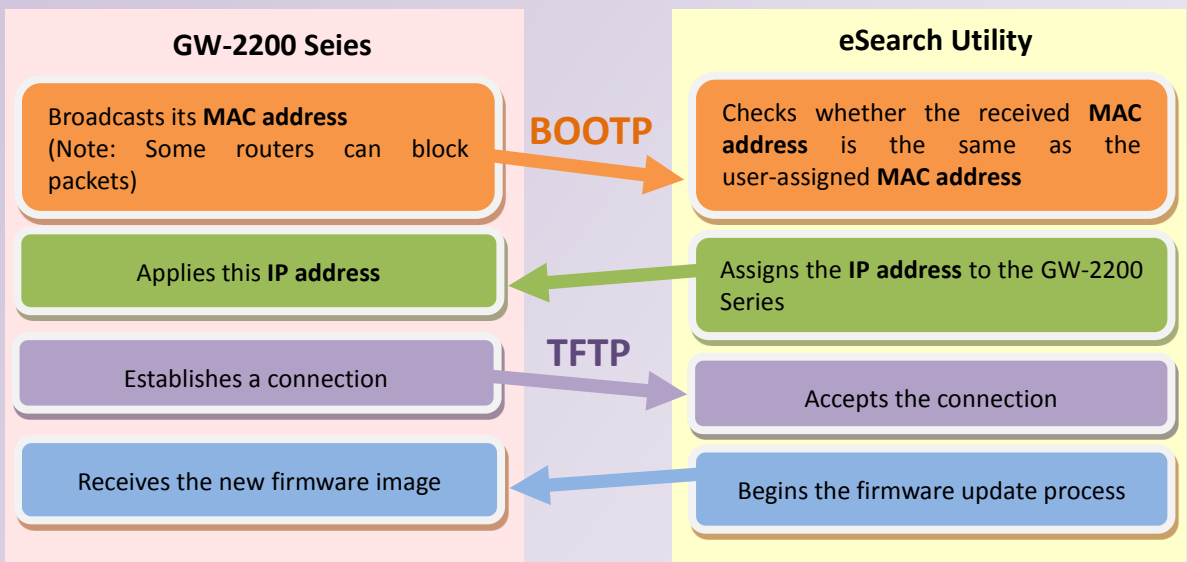 GW-2200 Seies
eSearch Utility
Broadcasts its MAC address
(Note: Some routers can block
packets)
BOOTP
Checks whether the received MAC
address is the same as the
user-assigned MAC address
Applies this IP address
Assigns the IP address to the GW-2200
Series
TFTP
Establishes a connection
Accepts the connection
Receives the new firmware image
Begins the firmware update process